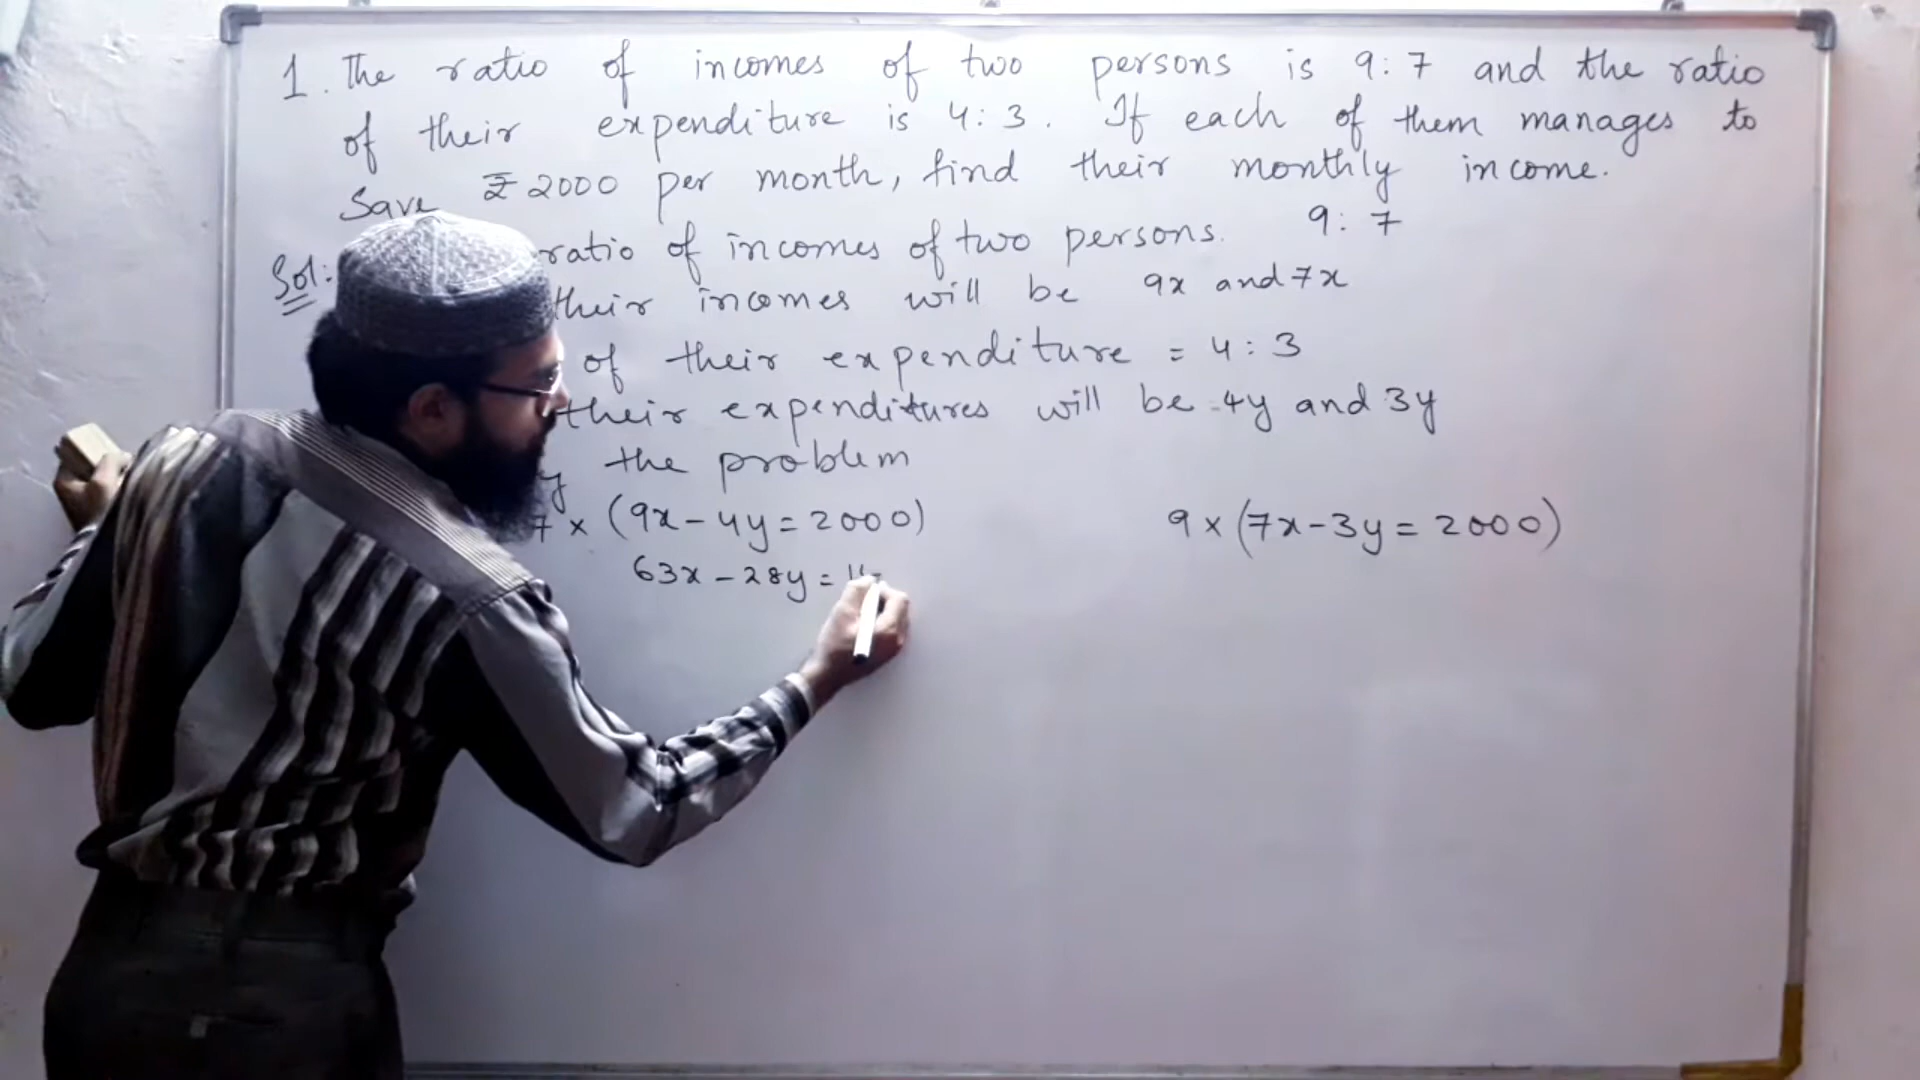 1. The ratio of incomes of two persons is 9:7 and the ratio
of their expenditure is 4:3. If each of them manages to
Save ₹ 2000 per month, find their monthly income.
Sol: ratio of incomes of two persons. 9:7
their incomes will be 9x and 7x
of their expenditure = 4:3
their expenditures will be 4y and 3y
y the problem
7 × (9x - 4y = 2000) 9 × (7x - 3y = 2000)
63x - 28y =